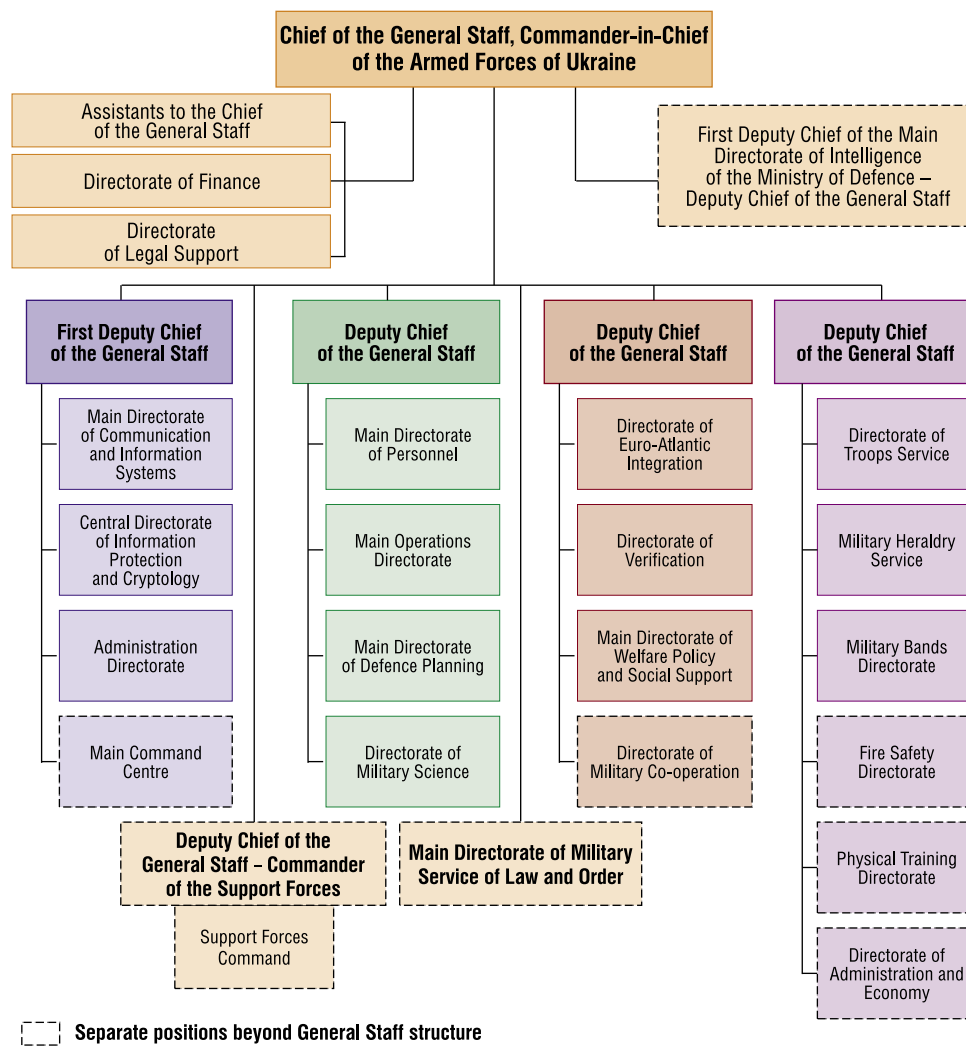 Chief of the General Staff, Commander-in-Chief
of the Armed Forces of Ukraine
Assistants to the Chief
of the General Staff
Directorate of Finance
Directorate
of Legal Support
First Deputy Chief of the Main
Directorate of Intelligence
of the Ministry of Defence –
Deputy Chief of the General Staff
First Deputy Chief
of the General Staff
Main Directorate
of Communication
and Information
Systems
Central Directorate
of Information
Protection
and Cryptology
Administration
Directorate
Main Command
Centre
Deputy Chief
of the General Staff
Main Directorate
of Personnel
Main Operations
Directorate
Main Directorate
of Defence Planning
Directorate of
Military Science
Deputy Chief
of the General Staff
Directorate of
Euro-Atlantic
Integration
Directorate of
Verification
Main Directorate of
Welfare Policy
and Social Support
Directorate of
Military Co-operation
Deputy Chief
of the General Staff
Directorate of
Troops Service
Military Heraldry
Service
Military Bands
Directorate
Fire Safety
Directorate
Physical Training
Directorate
Directorate of
Administration and
Economy
Deputy Chief of the
General Staff – Commander
of the Support Forces
Support Forces
Command
Main Directorate of Military
Service of Law and Order
Separate positions beyond General Staff structure